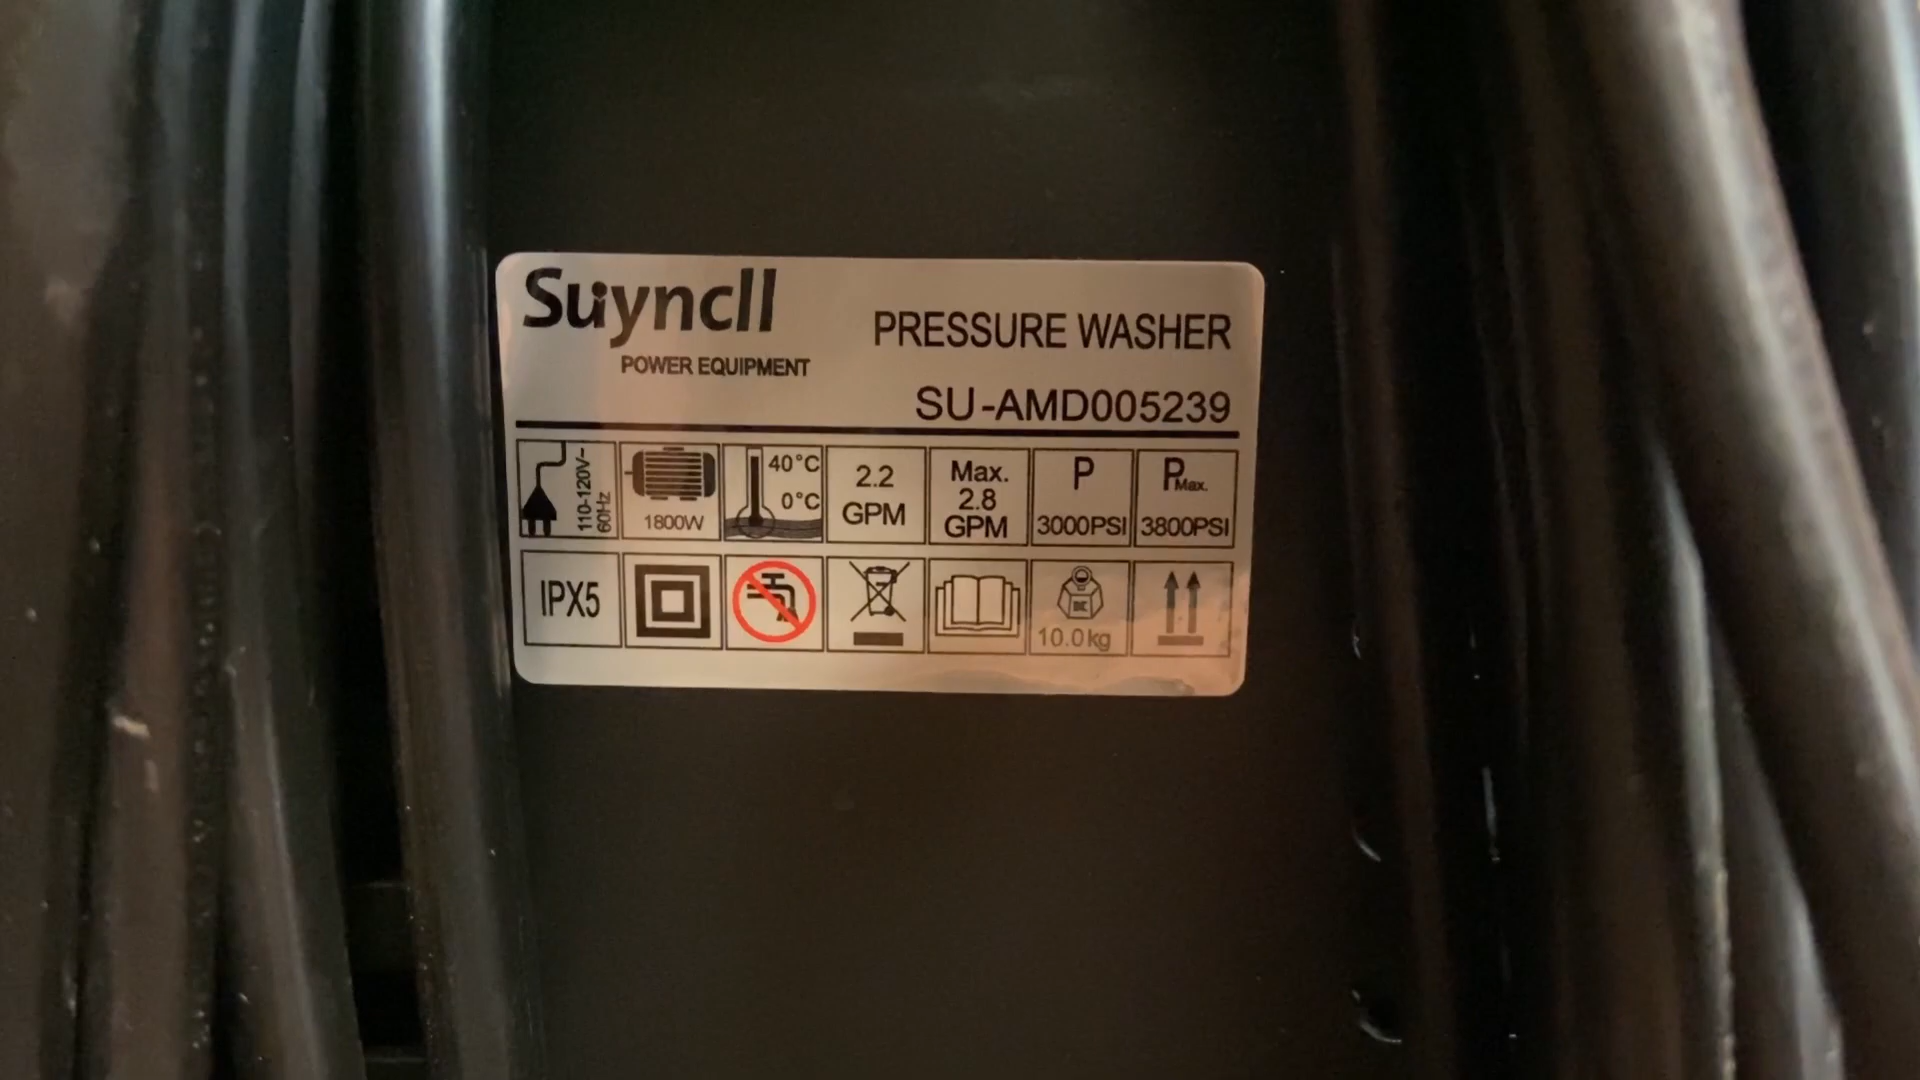 Suyncll
POWER EQUIPMENT
PRESSURE WASHER
SU-AMD005239
110-120V~
60Hz
1800W
40°C
0°C
2.2
GPM
Max.
2.8
GPM
P
3000PSI
PMax.
3800PSI
IPX5
10.0kg